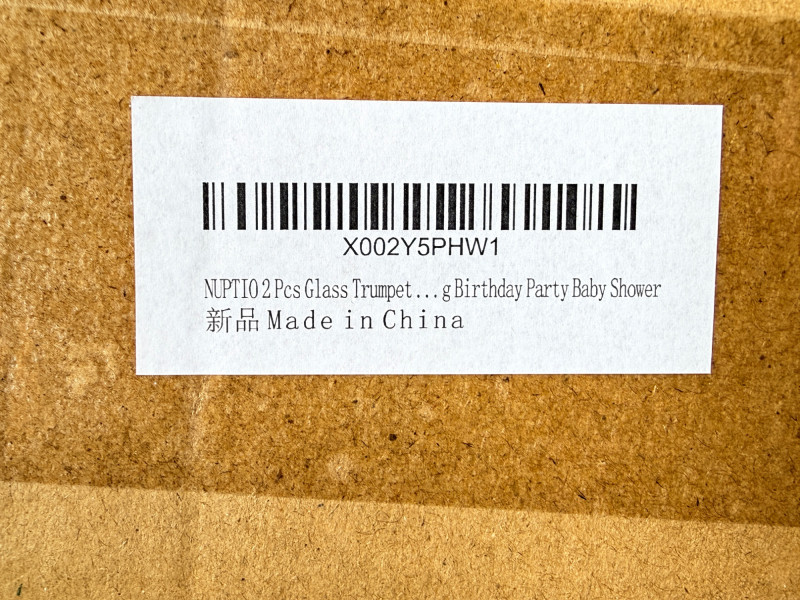 X002Y5PHW1
NUPTIO 2 Pcs Glass Trumpet...g Birthday Party Baby Shower
新品 Made in China